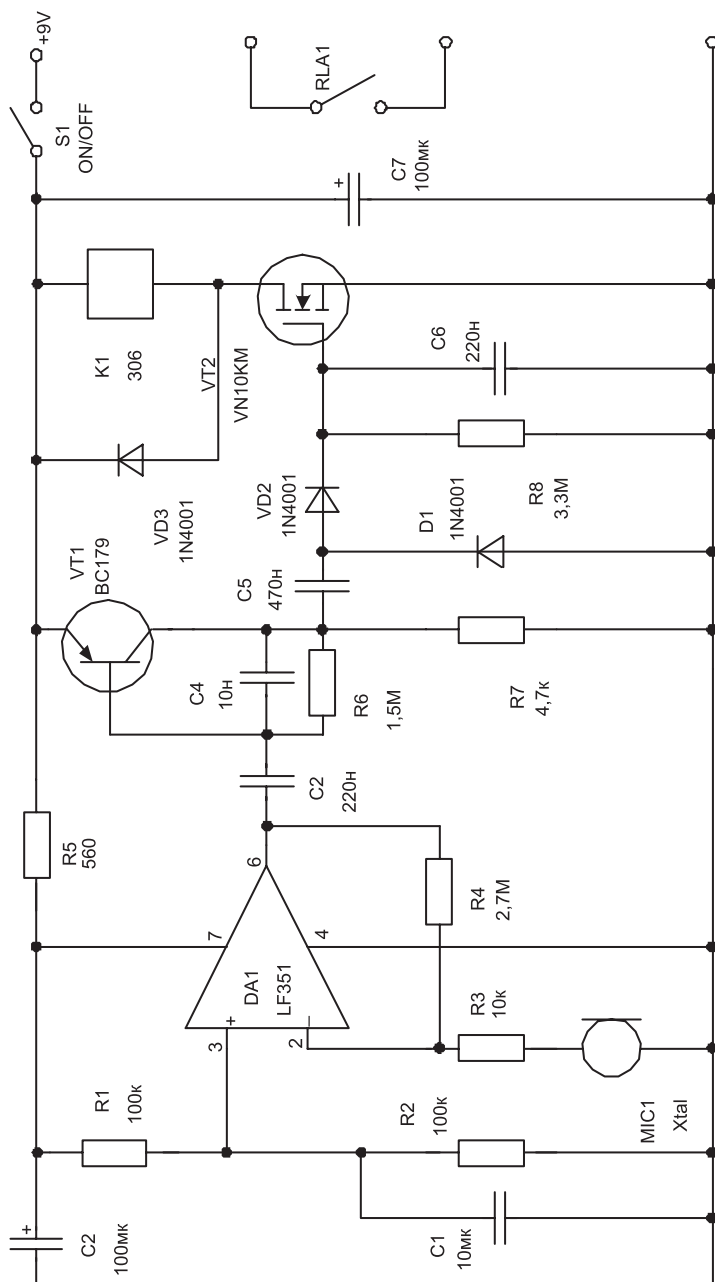 C2
100мк
+
R1
100к
R2
100к
C1
10мк
MIC1
Xtal
R3
10к
3
+
2
–
DA1
LF351
7
4
6
R4
2,7М
R5
560
C2
220н
C4
10н
R6
1,5М
VT1
BC179
R7
4,7к
C5
470н
VD3
1N4001
VD2
1N4001
D1
1N4001
R8
3,3М
K1
306
VT2
VN10KM
C6
220н
+
C7
100мк
S1
ON/OFF
+9V
RLA1